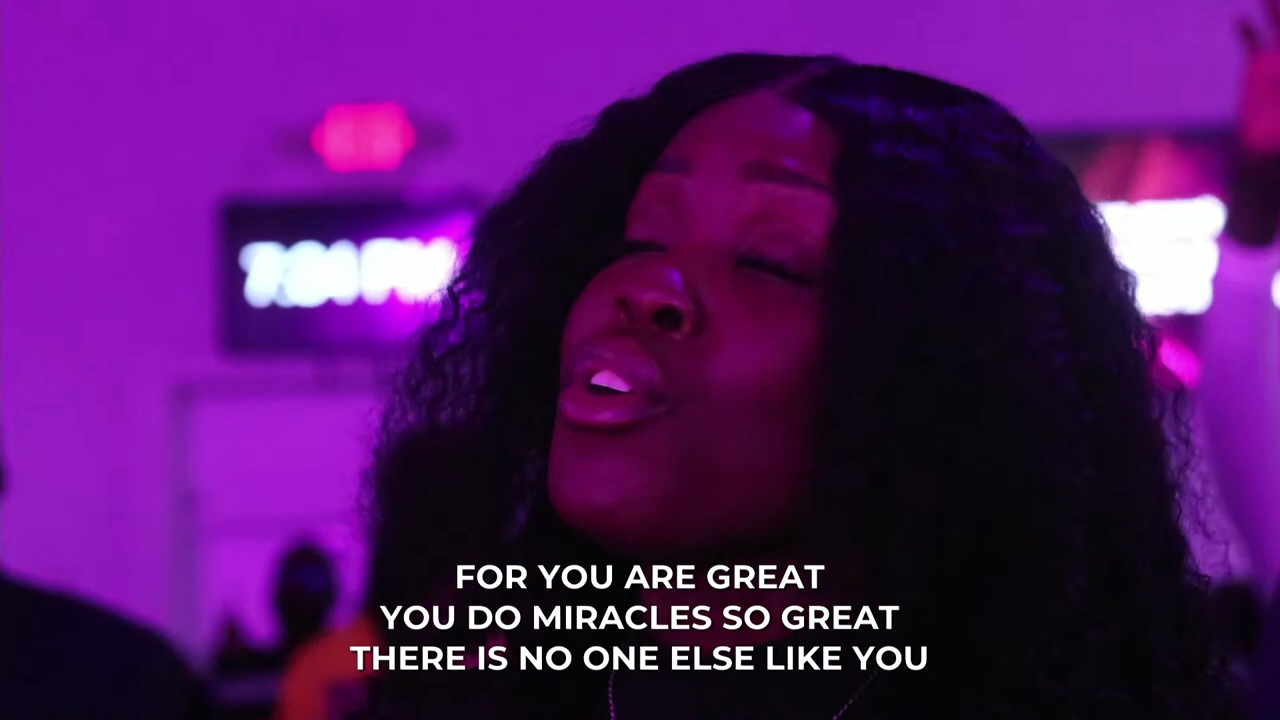 FOR YOU ARE GREAT
YOU DO MIRACLES SO GREAT
THERE IS NO ONE ELSE LIKE YOU